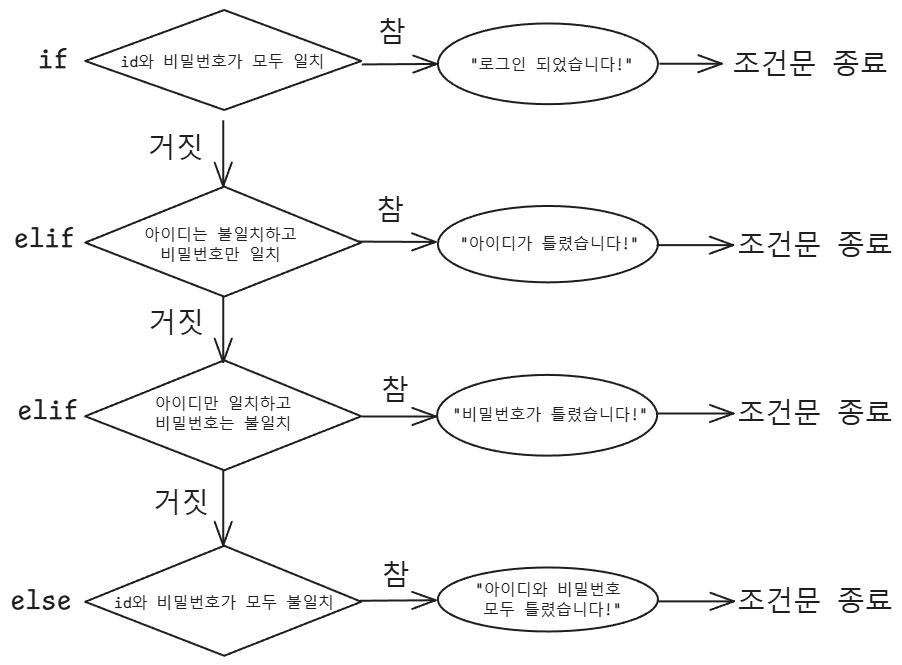 if
id와 비밀번호가 모두 일치
참
"로그인 되었습니다!"
조건문 종료
거짓
elif
아이디는 불일치하고
비밀번호만 일치
참
"아이디가 틀렸습니다!"
조건문 종료
거짓
elif
아이디만 일치하고
비밀번호는 불일치
참
"비밀번호가 틀렸습니다!"
조건문 종료
거짓
else
id와 비밀번호가 모두 불일치
참
"아이디와 비밀번호
모두 틀렸습니다!"
조건문 종료